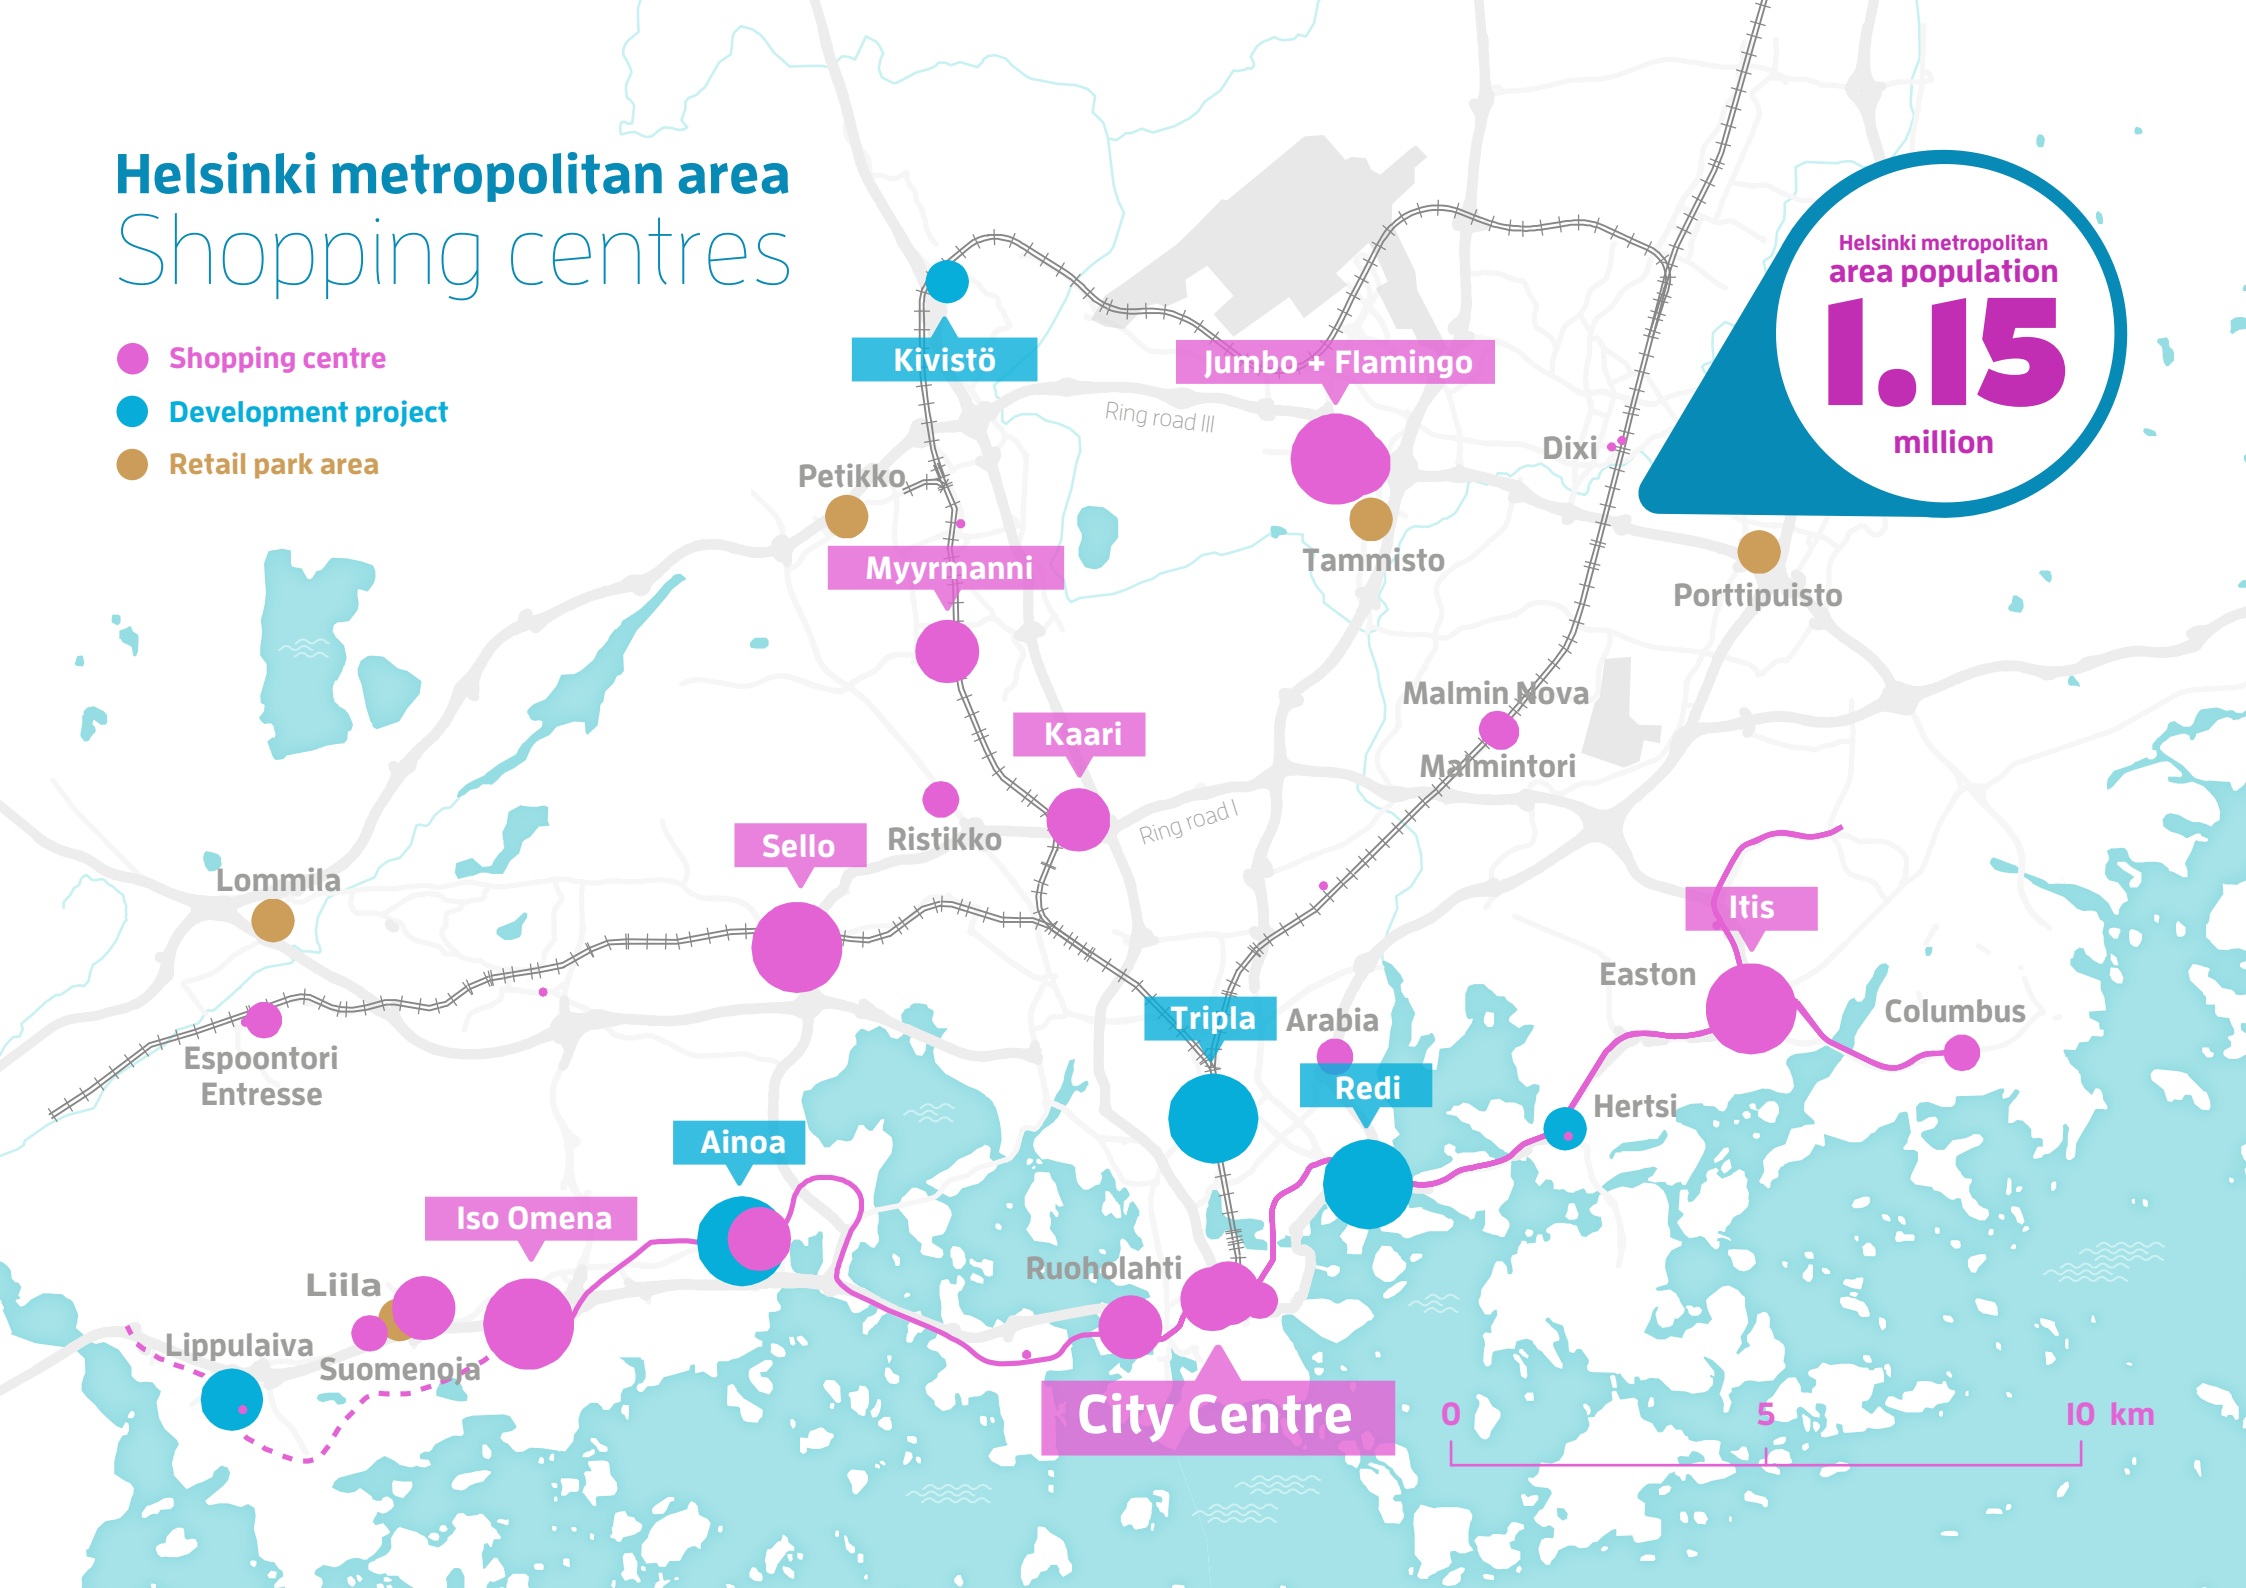 Helsinki metropolitan area
Shopping centres
Shopping centre
Development project
Retail park area
Helsinki metropolitan
area population
1.15
million
Kivistö
Jumbo + Flamingo
Ring road III
Dixi
Petikko
Tammisto
Myyrmanni
Porttipuisto
Malmin Nova
Kaari
Malmintori
Ring road I
Ristikko
Sello
Lommila
Itis
Easton
Columbus
Tripla
Arabia
Espoontori
Entresse
Redi
Hertsi
Ainoa
Iso Omena
Ruoholahti
Liila
Lippulaiva
Suomenoja
City Centre
0 5 10 km